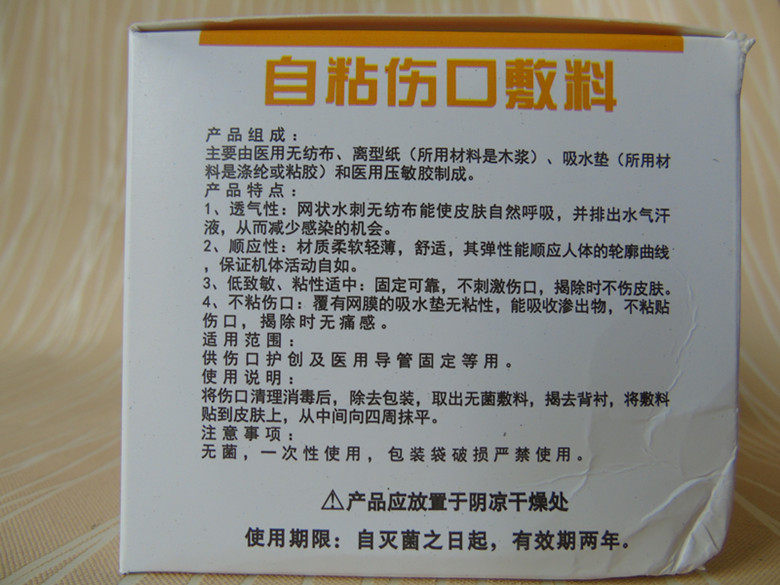 自粘伤口敷料
产品组成：
主要由医用无纺布、离型纸（所用材料是木浆）、吸水垫（所用材
料是涤纶或粘胶）和医用压敏胶制成。
产品特点：
1、透气性：网状水刺无纺布能使皮肤自然呼吸，并排出水气汗
液，从而减少感染的机会。
2、顺应性：材质柔软轻薄，舒适，其弹性能顺应人体的轮廓曲线
，保证机体活动自如。
3、低致敏、粘性适中：固定可靠，不刺激伤口，揭除时不伤皮肤。
4、不粘伤口：覆有网膜的吸水垫无粘性，能吸收渗出物，不粘贴
伤口，揭除时无痛感。
适用范围：
供伤口护创及医用导管固定等用。
使用说明：
将伤口清理消毒后，除去包装，取出无菌敷料，揭去背衬，将敷料
贴到皮肤上，从中间向四周抹平。
注意事项：
无菌，一次性使用，包装袋破损严禁使用。
⚠产品应放置于阴凉干燥处
使用期限：自灭菌之日起，有效期两年。